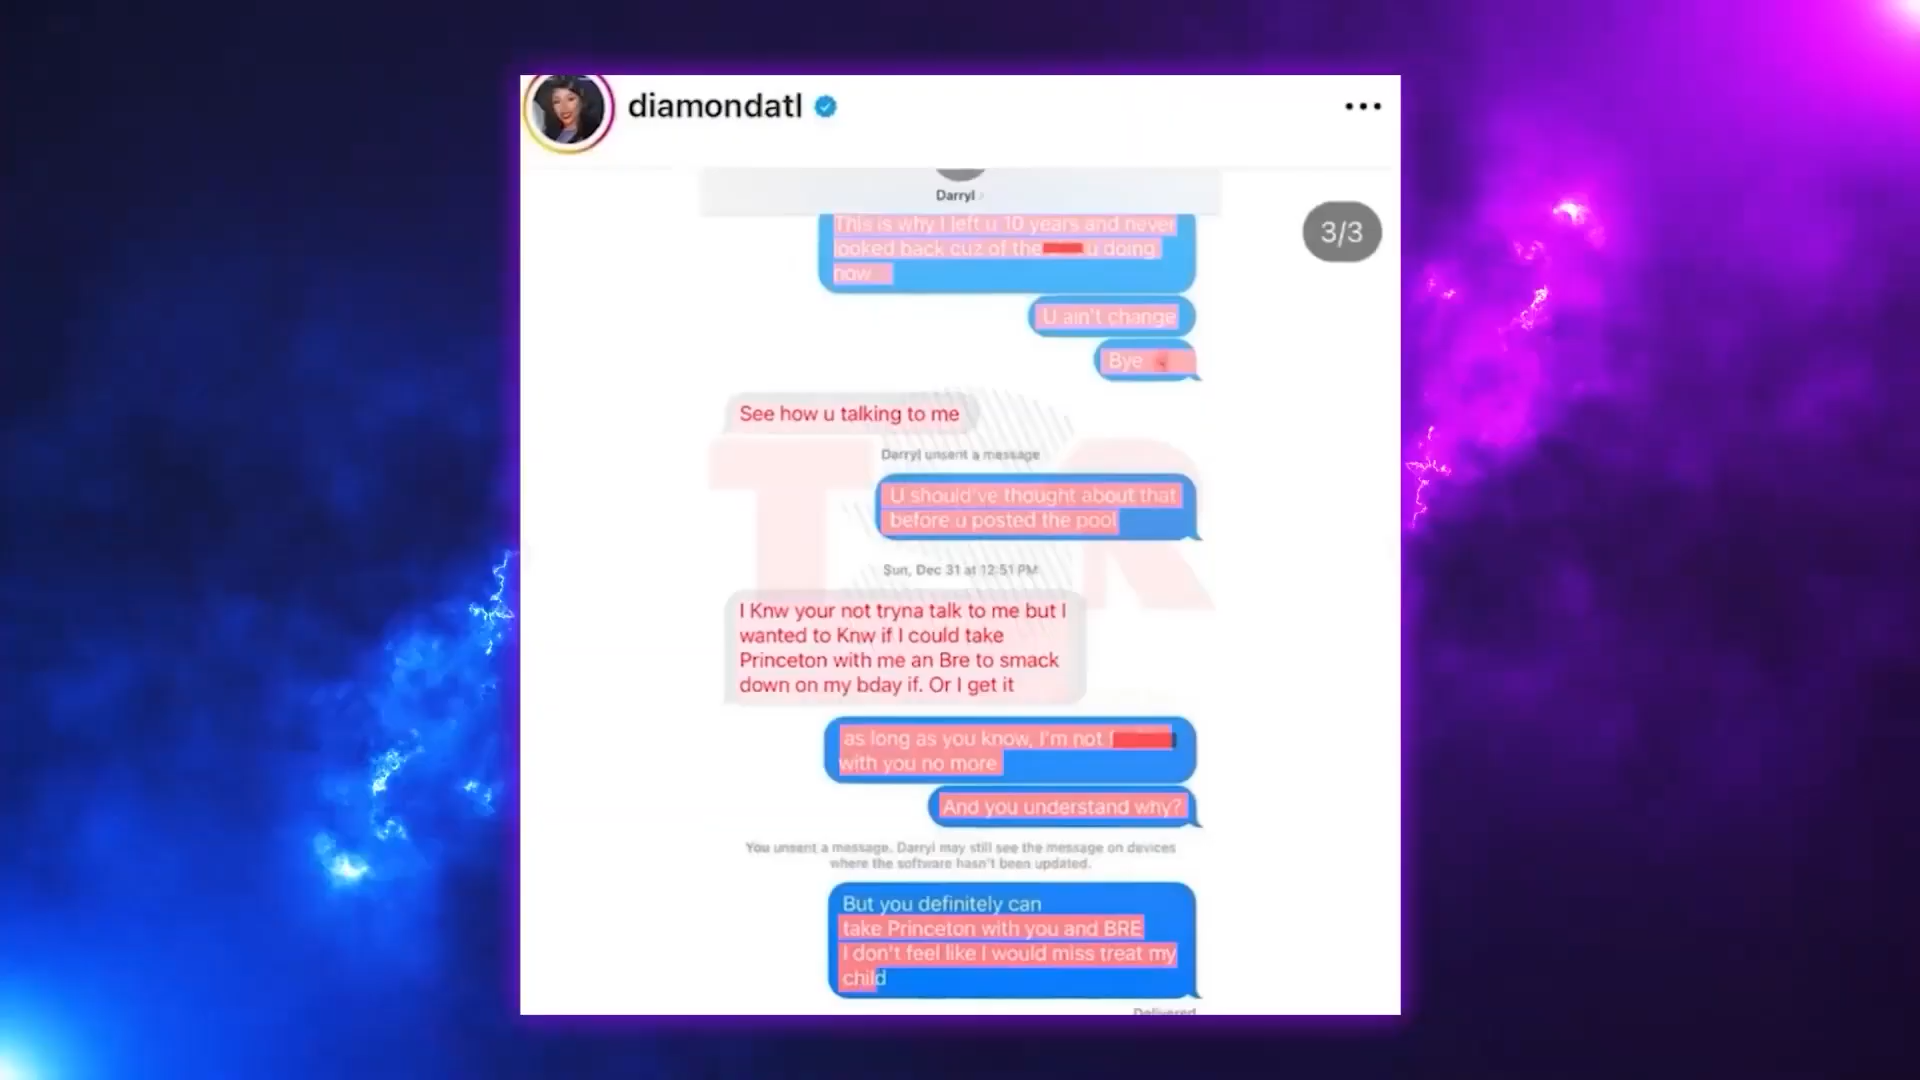 diamondatl
Darryl
3/3
This is why I left u 10 years and never
looked back cuz of the u doing
now
U ain't change
Bye
See how u talking to me
Darryl unsent a message
U should've thought about that
before u posted the pool
Sun, Dec 31 at 12:51 PM
I Knw your not tryna talk to me but I
wanted to Knw if I could take
Princeton with me an Bre to smack
down on my bday if. Or I get it
as long as you know, I'm not
with you no more
And you understand why?
You unsent a message. Darryl may still see the message on devices
where the software hasn't been updated.
But you definitely can
take Princeton with you and BRE
I don't feel like I would miss treat my
child
Delivered